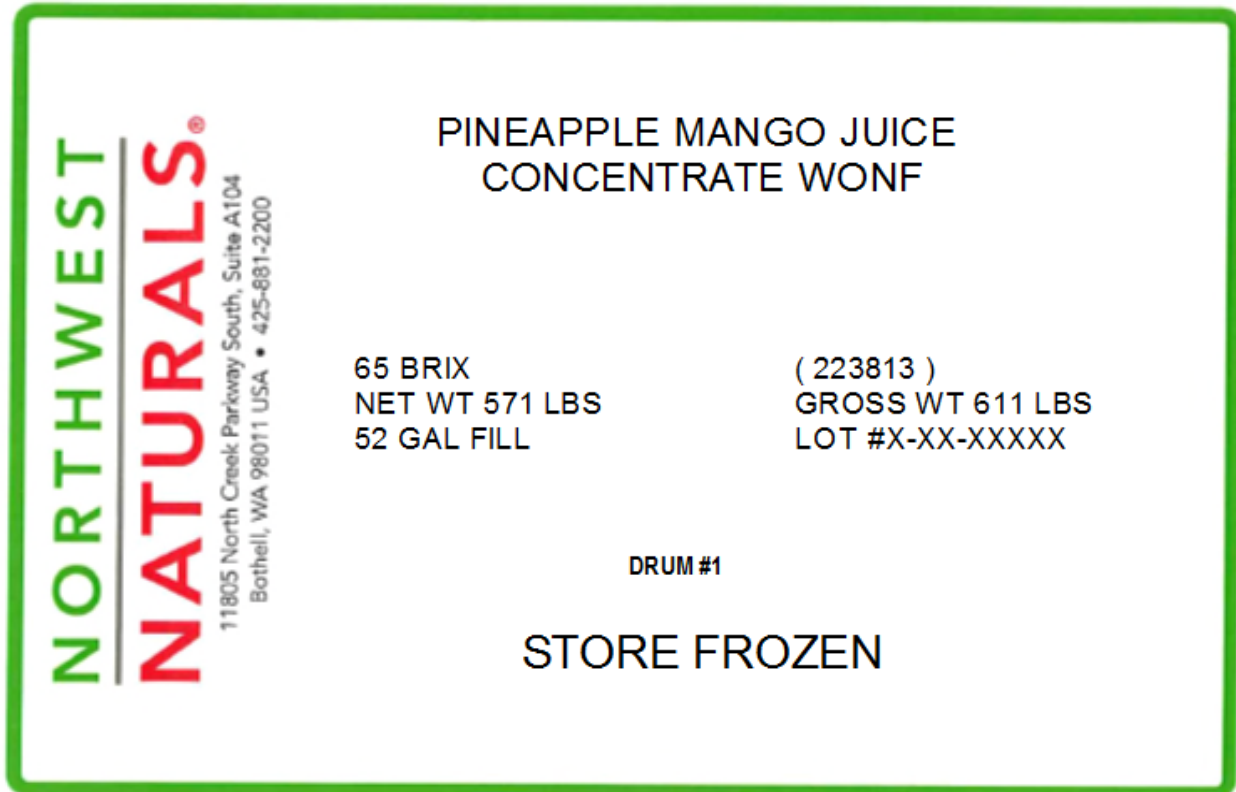 NORTHWEST
NATURALS®
11805 North Creek Parkway South, Suite A104
Bothell, WA 98011 USA • 425-881-2200
PINEAPPLE MANGO JUICE
CONCENTRATE WONF
65 BRIX
NET WT 571 LBS
52 GAL FILL
( 223813 )
GROSS WT 611 LBS
LOT #X-XX-XXXXX
DRUM #1
STORE FROZEN